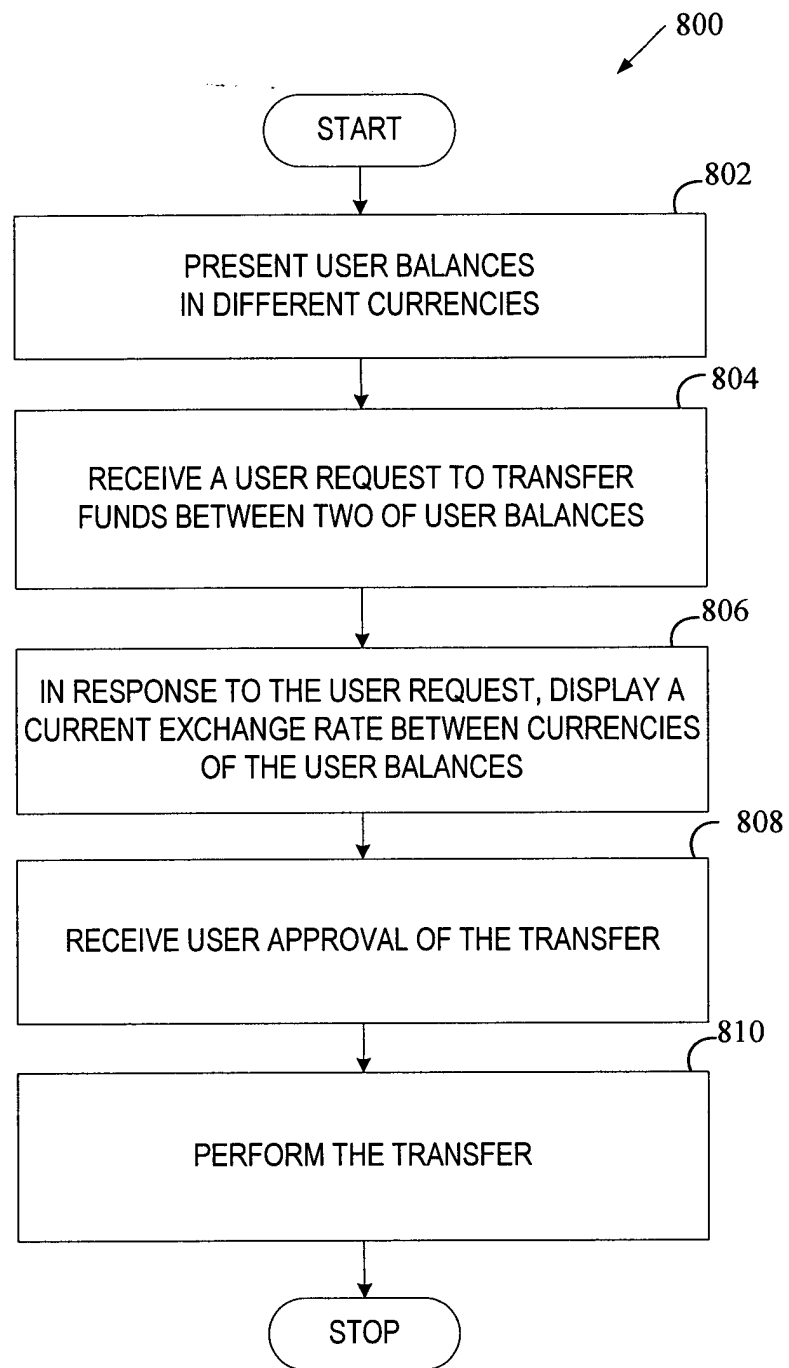 800
START
802
PRESENT USER BALANCES
IN DIFFERENT CURRENCIES
804
RECEIVE A USER REQUEST TO TRANSFER
FUNDS BETWEEN TWO OF USER BALANCES
806
IN RESPONSE TO THE USER REQUEST, DISPLAY A
CURRENT EXCHANGE RATE BETWEEN CURRENCIES
OF THE USER BALANCES
808
RECEIVE USER APPROVAL OF THE TRANSFER
810
PERFORM THE TRANSFER
STOP